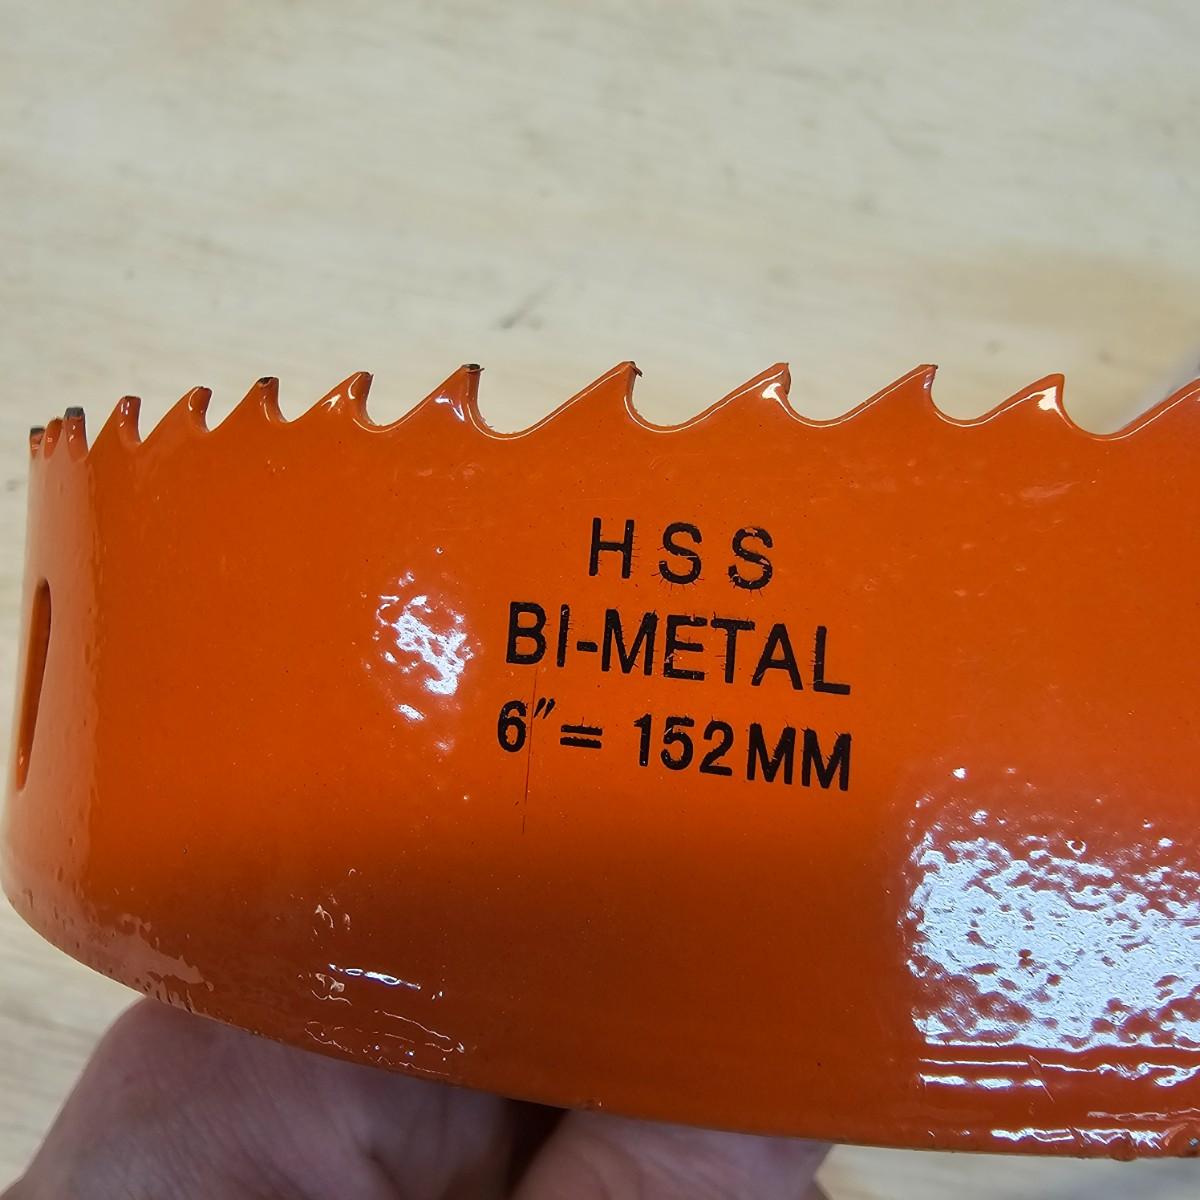 HSS
BI-METAL
6"= 152MM